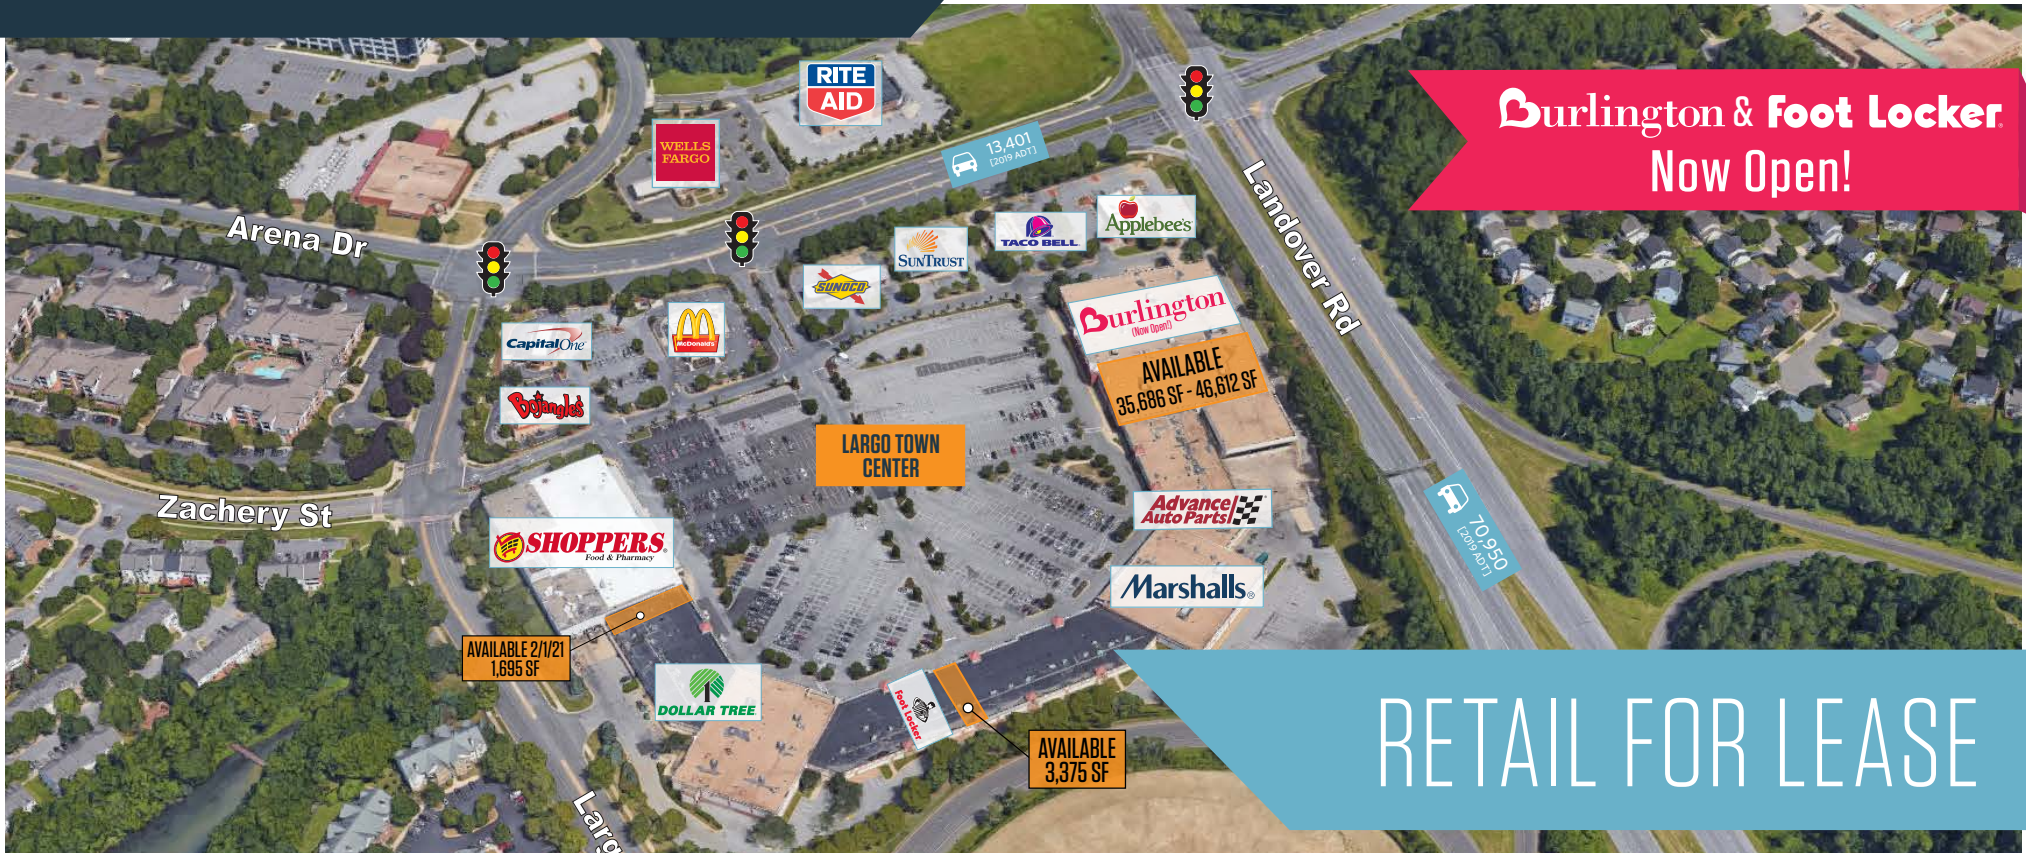 Burlington & Foot Locker
Now Open!
RITE
AID
WELLS
FARGO
13,401
[2019 ADT]
Landover Rd
Arena Dr
Applebee's
TACO BELL
SUNTRUST
SUNOCO
Burlington
(Now Open!)
AVAILABLE
35,686 SF - 46,612 SF
Capital One
McDonald's
Bojangles'
LARGO TOWN
CENTER
Zachery St
SHOPPERS
Food & Pharmacy
Advance
Auto Parts
70,950
[2019 ADT]
Marshalls
AVAILABLE 2/1/21
1,695 SF
DOLLAR TREE
Foot Locker
AVAILABLE
3,375 SF
RETAIL FOR LEASE
Larg